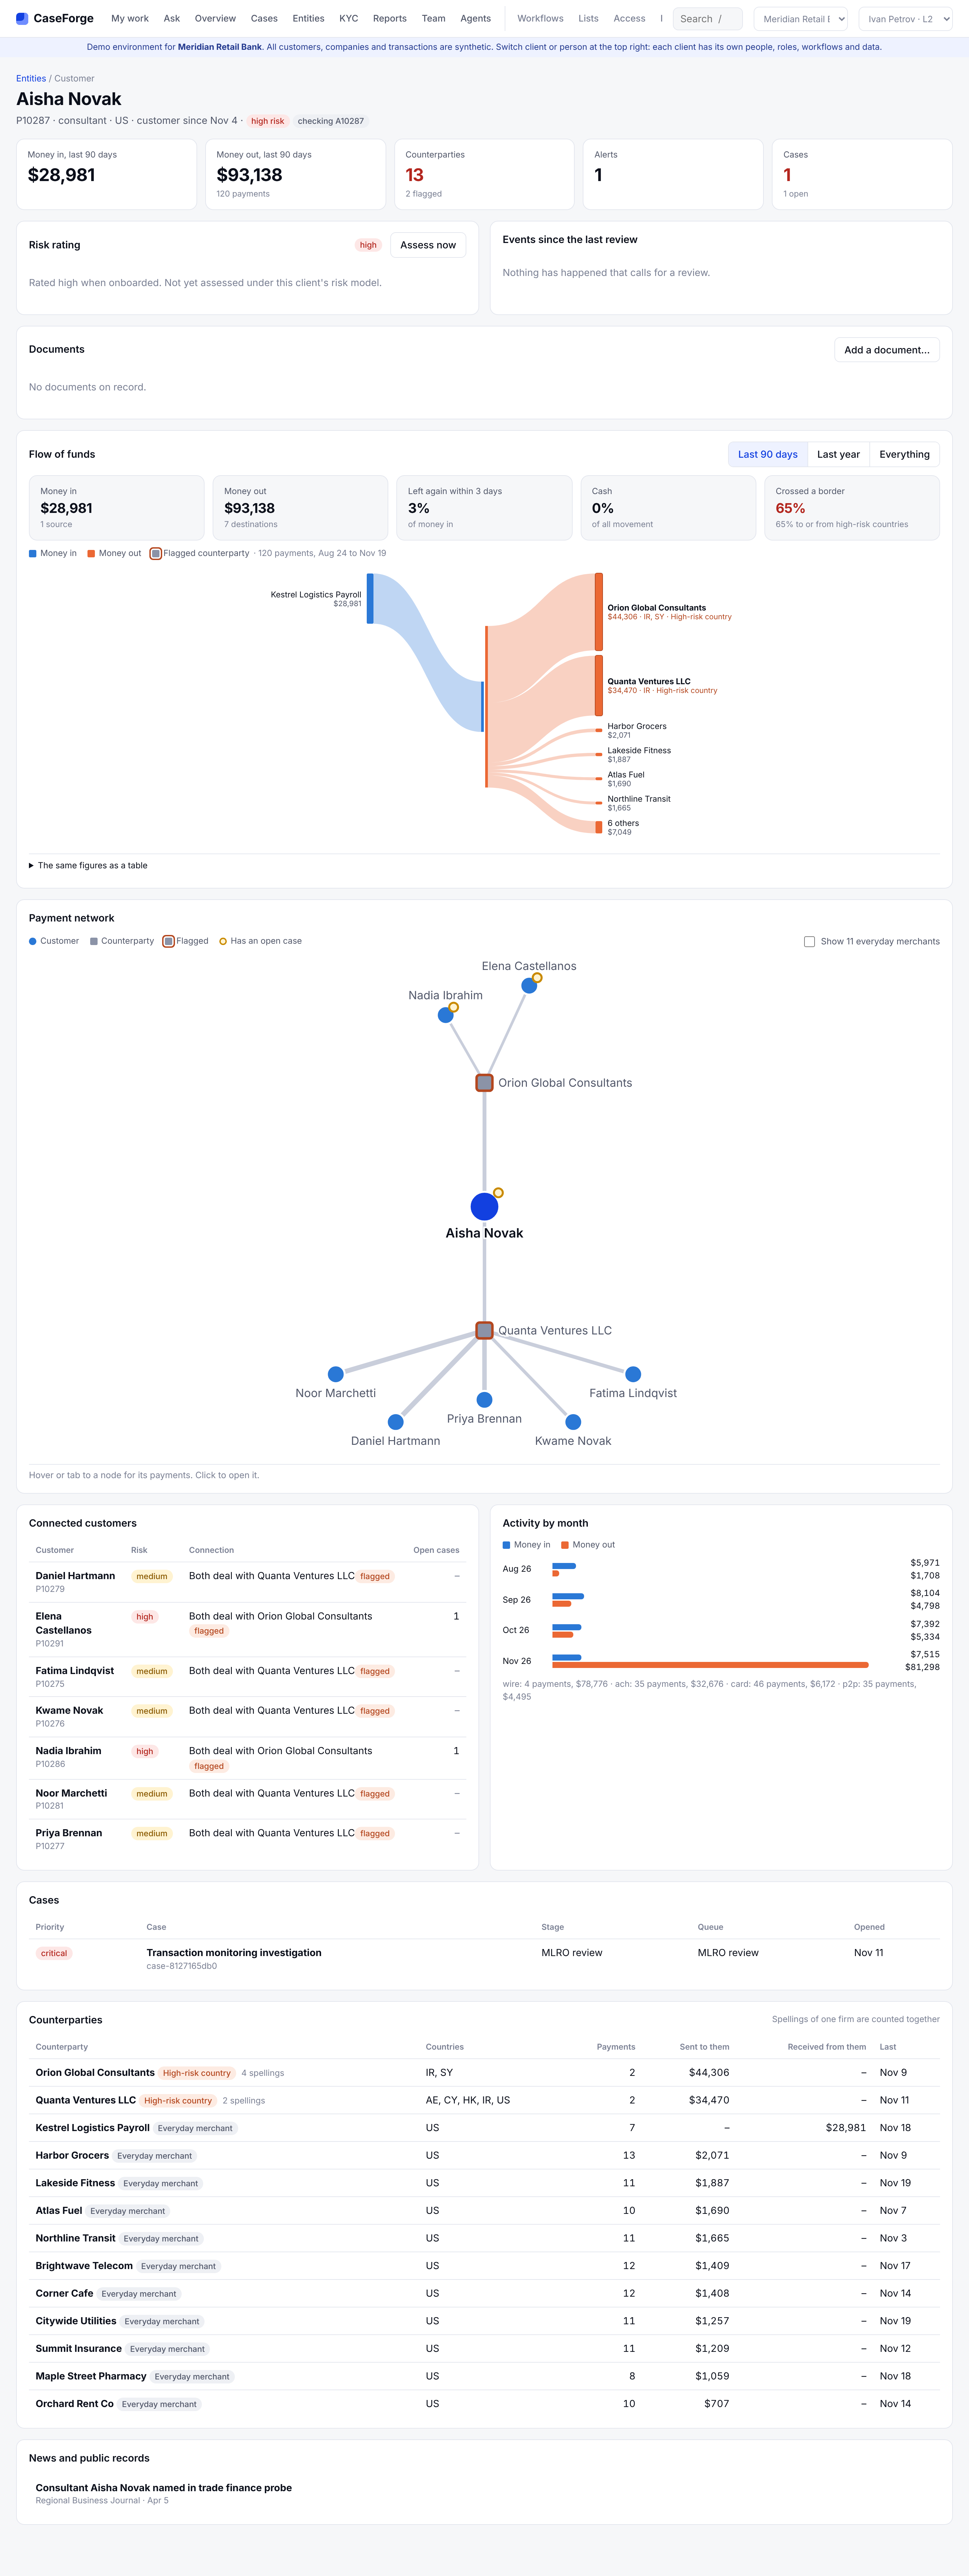 CaseForge My work Ask Overview Cases Entities KYC Reports Team Agents Workflows Lists Access Search / Meridian Retail Ivan Petrov · L2
Demo environment for Meridian Retail Bank. All customers, companies and transactions are synthetic. Switch client or person at the top right: each client has its own people, roles, workflows and data.
Entities / Customer
Aisha Novak
P10287 · consultant · US · customer since Nov 4 · high risk checking A10287
Money in, last 90 days
$28,981
Money out, last 90 days
$93,138
120 payments
Counterparties
13
2 flagged
Alerts
1
Cases
1
1 open
Risk rating high Assess now
Rated high when onboarded. Not yet assessed under this client's risk model.
Events since the last review
Nothing has happened that calls for a review.
Documents Add a document...
No documents on record.
Flow of funds Last 90 days Last year Everything
Money in
$28,981
1 source
Money out
$93,138
7 destinations
Left again within 3 days
3%
of money in
Cash
0%
of all movement
Crossed a border
65%
65% to or from high-risk countries
Money in Money out Flagged counterparty · 120 payments, Aug 24 to Nov 19
Kestrel Logistics Payroll
$28,981
Orion Global Consultants
$44,306 · IR, SY · High-risk country
Quanta Ventures LLC
$34,470 · IR · High-risk country
Harbor Grocers
$2,071
Lakeside Fitness
$1,887
Atlas Fuel
$1,690
Northline Transit
$1,665
6 others
$7,049
The same figures as a table
Payment network
Customer Counterparty Flagged Has an open case Show 11 everyday merchants
Elena Castellanos
Nadia Ibrahim
Orion Global Consultants
Aisha Novak
Quanta Ventures LLC
Noor Marchetti
Fatima Lindqvist
Priya Brennan
Daniel Hartmann
Kwame Novak
Hover or tab to a node for its payments. Click to open it.
Connected customers
Customer Risk Connection Open cases
Daniel Hartmann medium Both deal with Quanta Ventures LLC flagged –
P10279
Elena high Both deal with Orion Global Consultants 1
Castellanos flagged
P10291
Fatima Lindqvist medium Both deal with Quanta Ventures LLC flagged –
P10275
Kwame Novak medium Both deal with Quanta Ventures LLC flagged –
P10276
Nadia Ibrahim high Both deal with Orion Global Consultants 1
P10286 flagged
Noor Marchetti medium Both deal with Quanta Ventures LLC flagged –
P10281
Priya Brennan medium Both deal with Quanta Ventures LLC flagged –
P10277
Activity by month
Money in Money out
Aug 26 $5,971
$1,708
Sep 26 $8,104
$4,798
Oct 26 $7,392
$5,334
Nov 26 $7,515
$81,298
wire: 4 payments, $78,776 · ach: 35 payments, $32,676 · card: 46 payments, $6,172 · p2p: 35 payments,
$4,495
Cases
Priority Case Stage Queue Opened
critical Transaction monitoring investigation MLRO review MLRO review Nov 11
case-8127165db0
Counterparties Spellings of one firm are counted together
Counterparty Countries Payments Sent to them Received from them Last
Orion Global Consultants High-risk country 4 spellings IR, SY 2 $44,306 – Nov 9
Quanta Ventures LLC High-risk country 2 spellings AE, CY, HK, IR, US 2 $34,470 – Nov 11
Kestrel Logistics Payroll Everyday merchant US 7 – $28,981 Nov 18
Harbor Grocers Everyday merchant US 13 $2,071 – Nov 9
Lakeside Fitness Everyday merchant US 11 $1,887 – Nov 19
Atlas Fuel Everyday merchant US 10 $1,690 – Nov 7
Northline Transit Everyday merchant US 11 $1,665 – Nov 3
Brightwave Telecom Everyday merchant US 12 $1,409 – Nov 17
Corner Cafe Everyday merchant US 12 $1,408 – Nov 14
Citywide Utilities Everyday merchant US 11 $1,257 – Nov 19
Summit Insurance Everyday merchant US 11 $1,209 – Nov 12
Maple Street Pharmacy Everyday merchant US 8 $1,059 – Nov 18
Orchard Rent Co Everyday merchant US 10 $707 – Nov 14
News and public records
Consultant Aisha Novak named in trade finance probe
Regional Business Journal · Apr 5